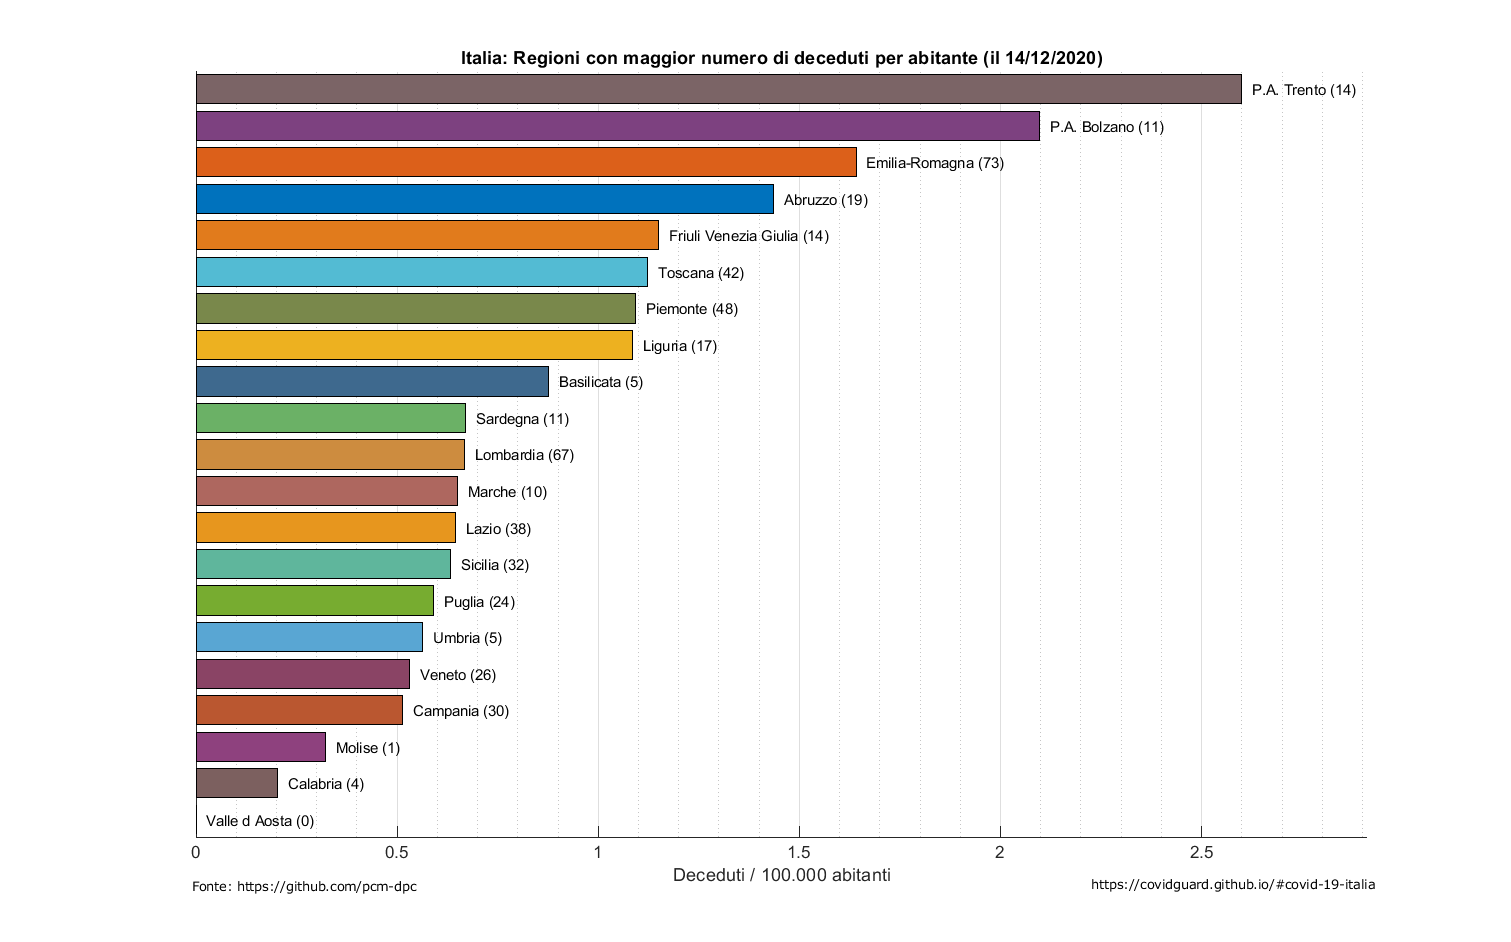 Italia: Regioni con maggior numero di deceduti per abitante (il 14/12/2020)
P.A. Trento (14)
P.A. Bolzano (11)
Emilia-Romagna (73)
Abruzzo (19)
Friuli Venezia Giulia (14)
Toscana (42)
Piemonte (48)
Liguria (17)
Basilicata (5)
Sardegna (11)
Lombardia (67)
Marche (10)
Lazio (38)
Sicilia (32)
Puglia (24)
Umbria (5)
Veneto (26)
Campania (30)
Molise (1)
Calabria (4)
Valle d Aosta (0)
0 0.5 1 1.5 2 2.5
Deceduti / 100.000 abitanti
Fonte: https://github.com/pcm-dpc
https://covidguard.github.io/#covid-19-italia